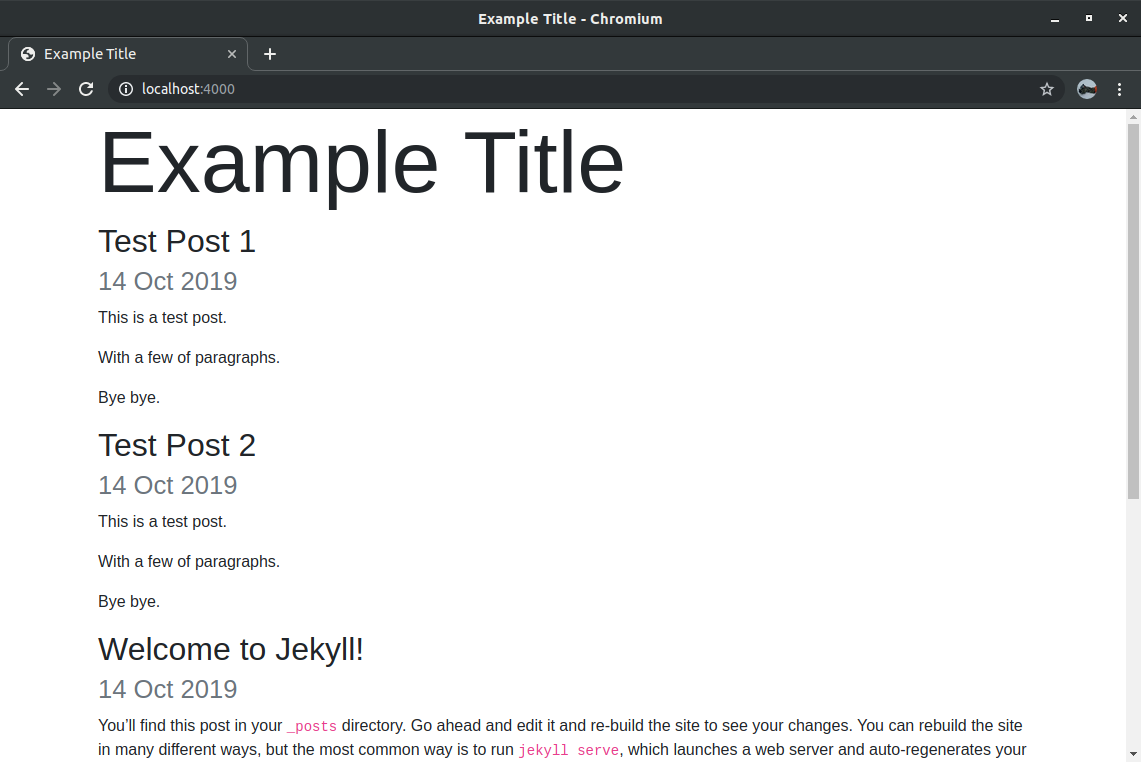 Example Title - Chromium
Example Title
localhost:4000
Example Title
Test Post 1
14 Oct 2019
This is a test post.
With a few of paragraphs.
Bye bye.
Test Post 2
14 Oct 2019
This is a test post.
With a few of paragraphs.
Bye bye.
Welcome to Jekyll!
14 Oct 2019
You’ll find this post in your _posts directory. Go ahead and edit it and re-build the site to see your changes. You can rebuild the site
in many different ways, but the most common way is to run jekyll serve, which launches a web server and auto-regenerates your